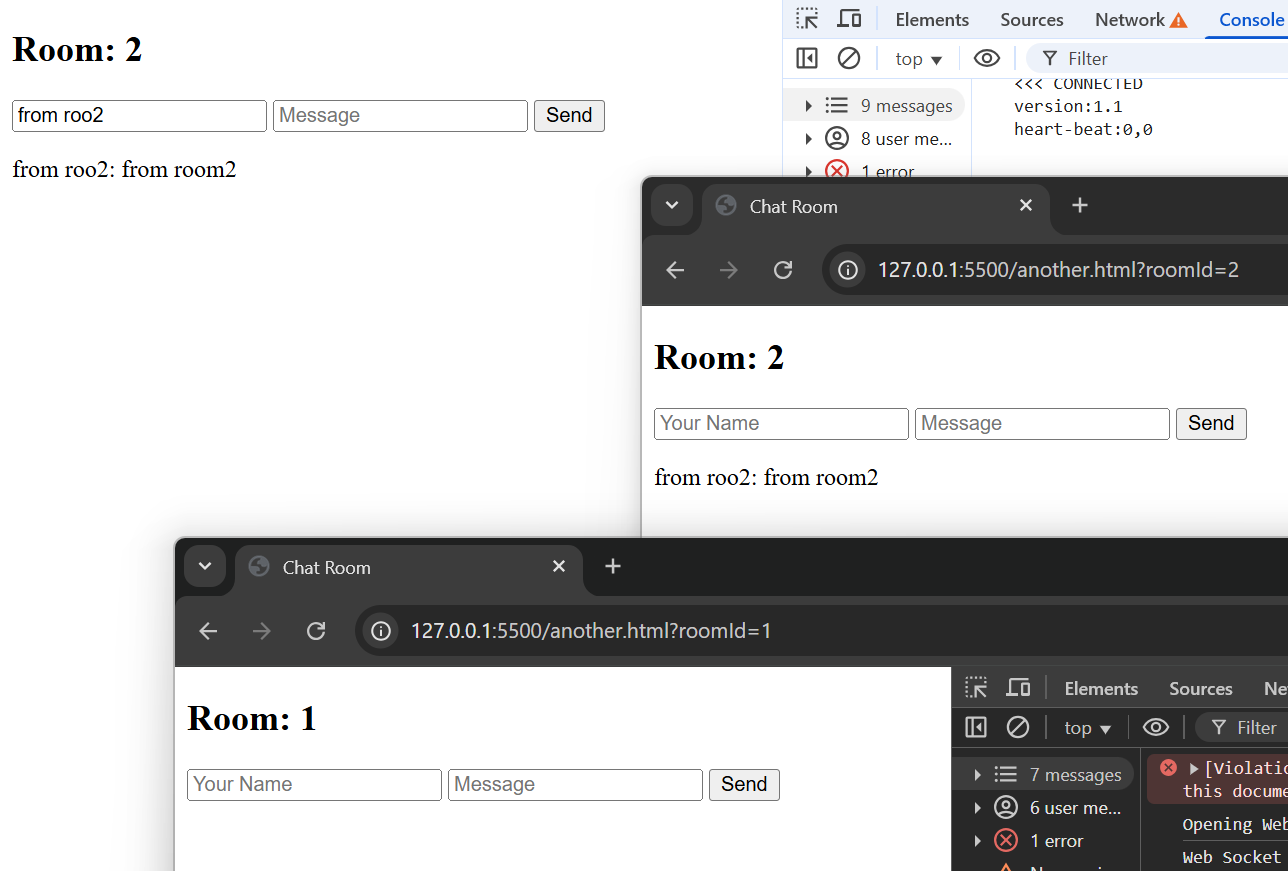 Room: 2
from roo2 Message Send
from roo2: from room2
Elements Sources Network Console
top Filter
9 messages
8 user me...
1 error
<<< CONNECTED
version:1.1
heart-beat:0,0
Chat Room
127.0.0.1:5500/another.html?roomId=2
Room: 2
Your Name Message Send
from roo2: from room2
Chat Room
127.0.0.1:5500/another.html?roomId=1
Room: 1
Your Name Message Send
Elements Sources Ne
top Filter
7 messages
6 user me...
1 error
[Violatio
this docume
Opening Web
Web Socket